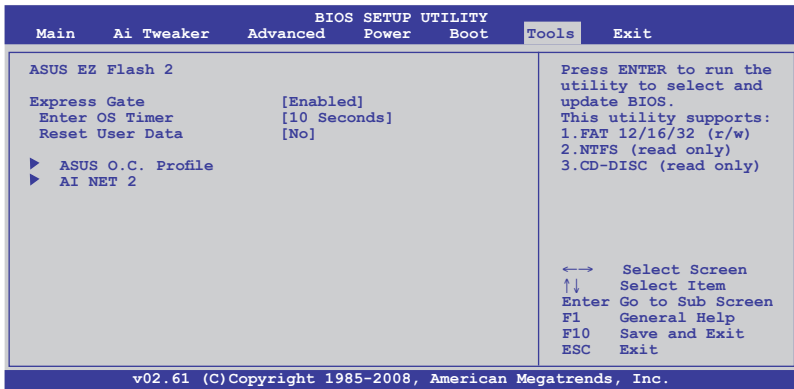 BIOS SETUP UTILITY
Main Ai Tweaker Advanced Power Boot Tools Exit
ASUS EZ Flash 2
Express Gate [Enabled]
Enter OS Timer [10 Seconds]
Reset User Data [No]
ASUS O.C. Profile
AI NET 2
Press ENTER to run the
utility to select and
update BIOS.
This utility supports:
1.FAT 12/16/32 (r/w)
2.NTFS (read only)
3.CD-DISC (read only)
←→ Select Screen
↑↓ Select Item
Enter Go to Sub Screen
F1 General Help
F10 Save and Exit
ESC Exit
v02.61 (C)Copyright 1985-2008, American Megatrends, Inc.